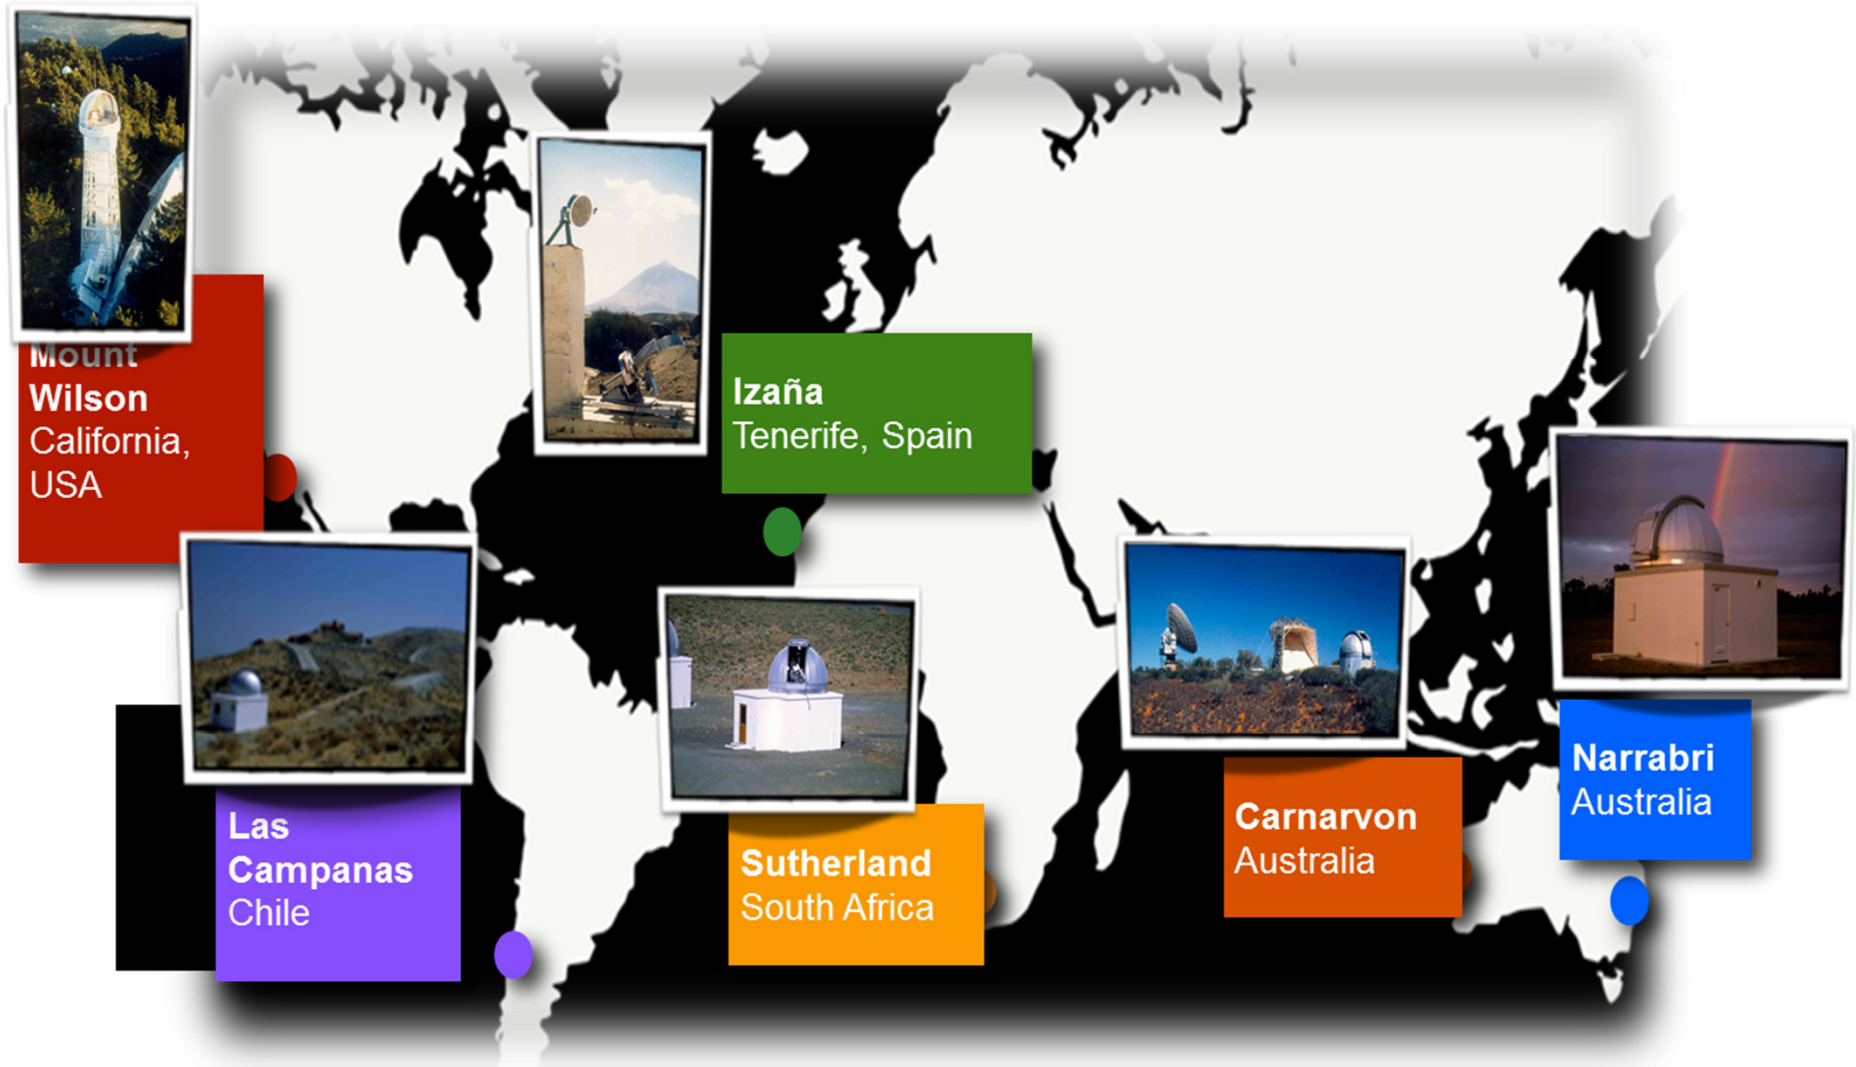 Mount
Wilson
California,
USA
Izaña
Tenerife, Spain
Las
Campanas
Chile
Sutherland
South Africa
Carnarvon
Australia
Narrabri
Australia